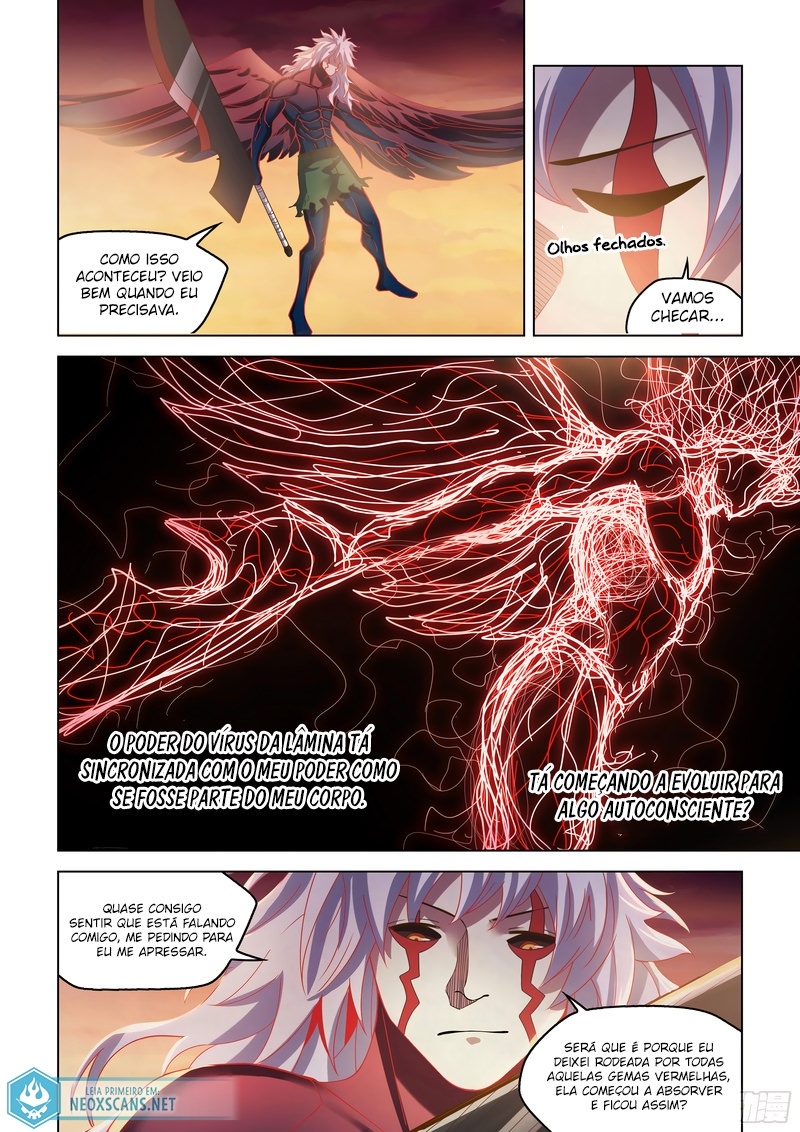 COMO ISSO
ACONTECEU? VEIO
BEM QUANDO EU
PRECISAVA.
Olhos fechados.
VAMOS
CHECAR...
O PODER DO VÍRUS DA LÂMINA TÁ
SINCRONIZADA COM O MEU PODER COMO
SE FOSSE PARTE DO MEU CORPO.
TÁ COMEÇANDO A EVOLUIR PARA
ALGO AUTOCONSCIENTE?
QUASE CONSIGO
SENTIR QUE ESTÁ FALANDO
COMIGO, ME PEDINDO PARA
EU ME APRESSAR.
SERÁ QUE É PORQUE EU
DEIXEI RODEADA POR TODAS
AQUELAS GEMAS VERMELHAS,
ELA COMEÇOU A ABSORVER
E FICOU ASSIM?
LEIA PRIMEIRO EM:
NEOXSCANS.NET
动漫